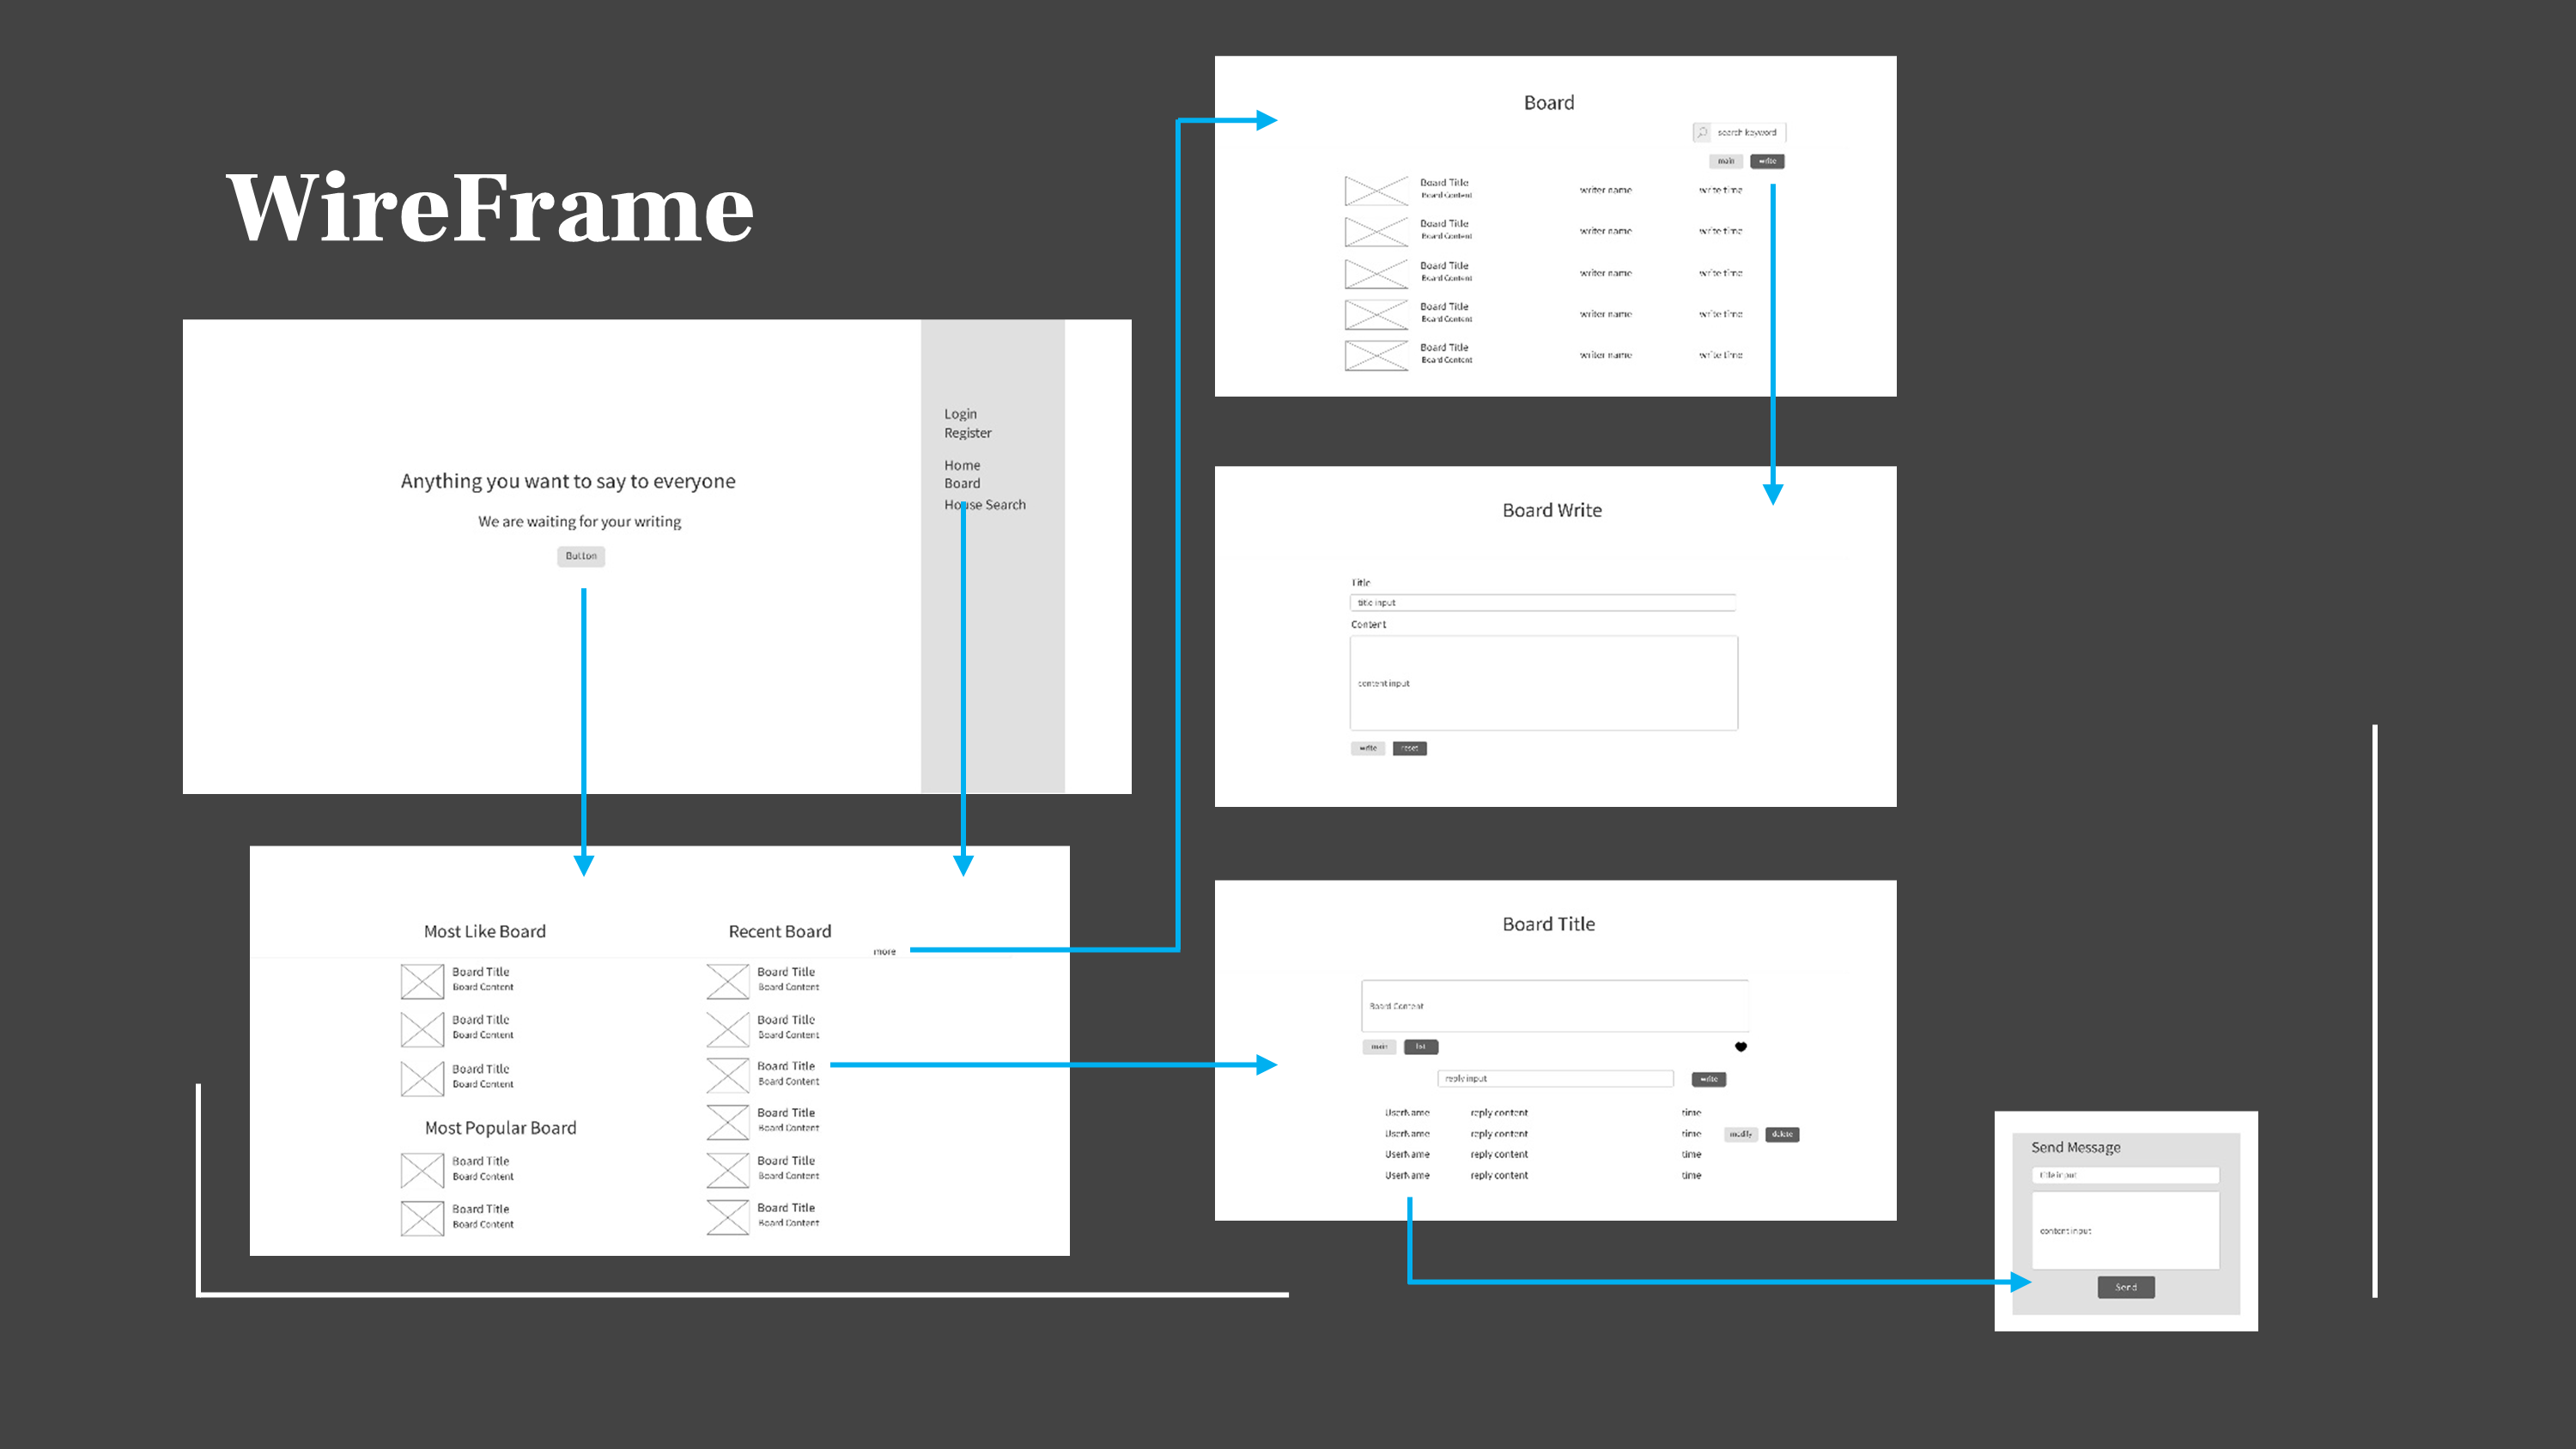 WireFrame
Login
Register
Home
Board
House Search
Anything you want to say to everyone
We are waiting for your writing
Button
Most Like Board
Board Title
Board Content
Board Title
Board Content
Board Title
Board Content
Most Popular Board
Board Title
Board Content
Board Title
Board Content
Recent Board
more
Board Title
Board Content
Board Title
Board Content
Board Title
Board Content
Board Title
Board Content
Board Title
Board Content
Board Title
Board Content
Board
search keyword
main write
Board Title
Board Content
writer name write time
Board Title
Board Content
writer name write time
Board Title
Board Content
writer name write time
Board Title
Board Content
writer name write time
Board Title
Board Content
writer name write time
Board Write
Title
title input
Content
content input
write reset
Board Title
Board Content
main list
reply input write
UserName reply content time
UserName reply content time modify delete
UserName reply content time
UserName reply content time
Send Message
title input
content input
Send